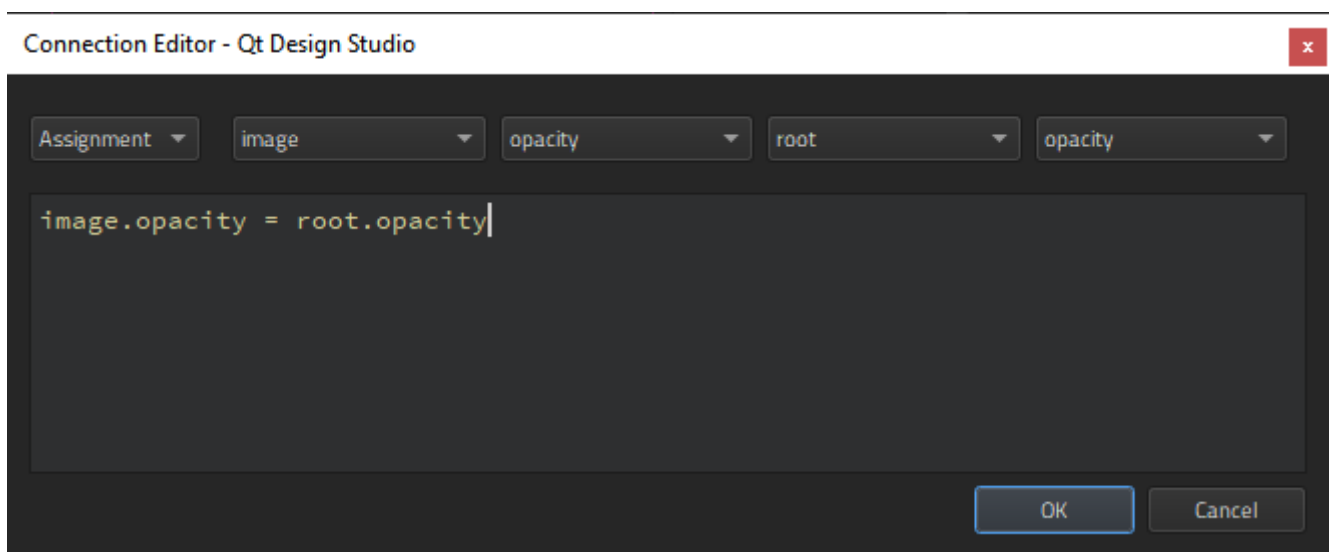 Connection Editor - Qt Design Studio
x
Assignment image opacity root opacity
image.opacity = root.opacity
OK Cancel